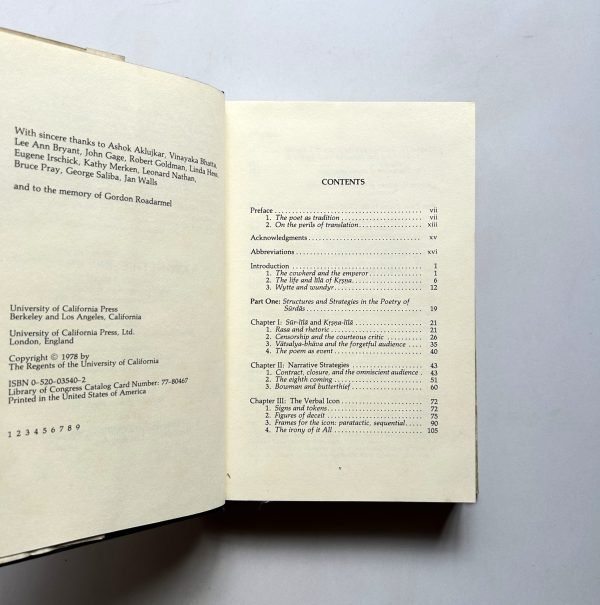 With sincere thanks to Ashok Aklujkar, Vinayaka Bhatta,
Lee Ann Bryant, John Gage, Robert Goldman, Linda Hess,
Eugene Irschick, Kathy Merken, Leonard Nathan,
Bruce Pray, George Saliba, Jan Walls
and to the memory of Gordon Roadarmel
University of California Press
Berkeley and Los Angeles, California
University of California Press, Ltd.
London, England
Copyright © 1978 by
The Regents of the University of California
ISBN 0-520-03540-2
Library of Congress Catalog Card Number: 77-80467
Printed in the United States of America
1 2 3 4 5 6 7 8 9
CONTENTS
Preface . . . . . . . . . . vii
1. The poet as tradition . . . . . . . . . . vii
2. On the perils of translation . . . . . . . . . . xiii
Acknowledgments . . . . . . . . . . xv
Abbreviations . . . . . . . . . . xvi
Introduction . . . . . . . . . . 1
1. The cowherd and the emperor . . . . . . . . . . 1
2. The life and līlā of Kṛṣṇa . . . . . . . . . . 6
3. Wytte and wundyr . . . . . . . . . . 12
Part One: Structures and Strategies in the Poetry of
Sūrdās . . . . . . . . . . 19
Chapter I: Sūr-līlā and Kṛṣṇa-līlā . . . . . . . . . . 21
1. Rasa and rhetoric . . . . . . . . . . 21
2. Censorship and the courteous critic . . . . . . . . . . 26
3. Vātsalya-bhāva and the forgetful audience . . . . . . . . . . 35
4. The poem as event . . . . . . . . . . 40
Chapter II: Narrative Strategies . . . . . . . . . . 43
1. Contract, closure, and the omniscient audience . . . . . . . . . . 43
2. The eighth coming . . . . . . . . . . 51
3. Bowman and butterthief . . . . . . . . . . 60
Chapter III: The Verbal Icon . . . . . . . . . . 72
1. Signs and tokens . . . . . . . . . . 72
2. Figures of deceit . . . . . . . . . . 75
3. Frames for the icon: paratactic, sequential . . . . . . . . . . 90
4. The irony of it All . . . . . . . . . . 105
v